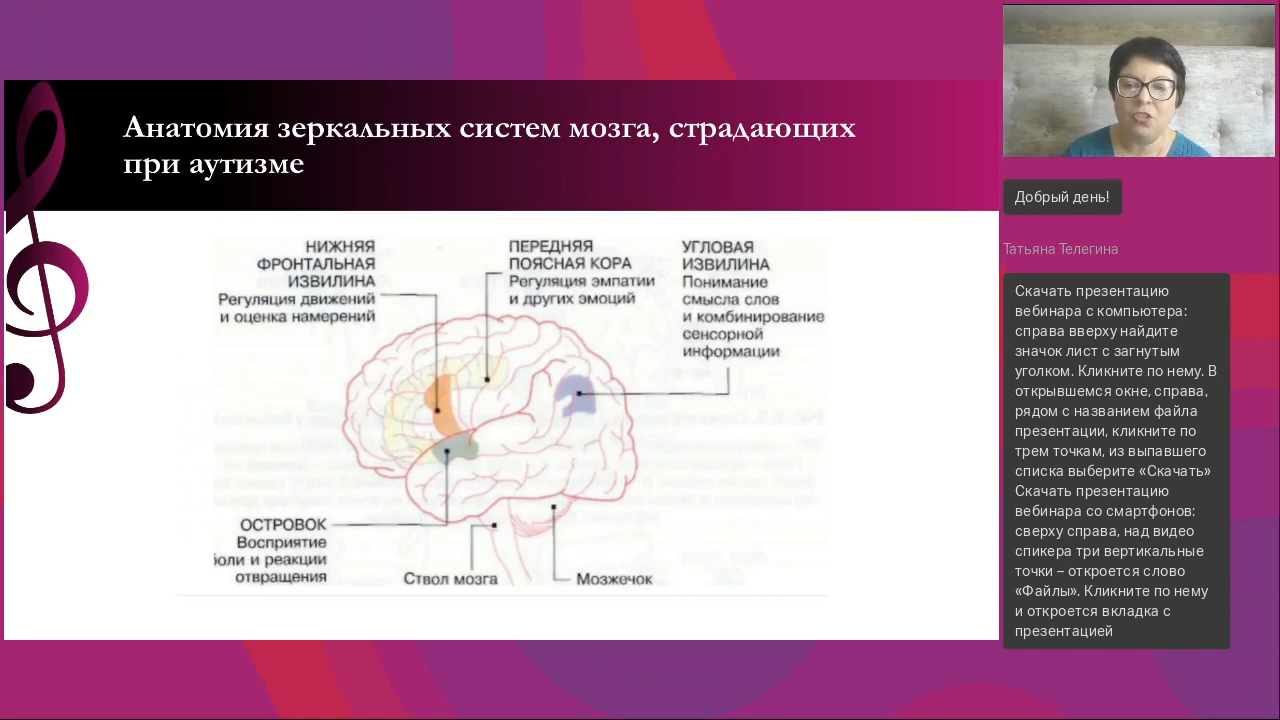 Анатомия зеркальных систем мозга, страдающих
при аутизме
НИЖНЯЯ
ФРОНТАЛЬНАЯ
ИЗВИЛИНА
Регуляция движений
и оценка намерений
ПЕРЕДНЯЯ
ПОЯСНАЯ КОРА
Регуляция эмпатии
и других эмоций
УГЛОВАЯ
ИЗВИЛИНА
Понимание
смысла слов
и комбинирование
сенсорной
информации
ОСТРОВОК
Восприятие
боли и реакции
отвращения
Ствол мозга
Мозжечок
Добрый день!
Татьяна Телегина
Скачать презентацию
вебинара с компьютера:
справа вверху найдите
значок лист с загнутым
уголком. Кликните по нему. В
открывшемся окне, справа,
рядом с названием файла
презентации, кликните по
трем точкам, из выпавшего
списка выберите «Скачать»
Скачать презентацию
вебинара со смартфонов:
сверху справа, над видео
спикера три вертикальные
точки – откроется слово
«Файлы». Кликните по нему
и откроется вкладка с
презентацией